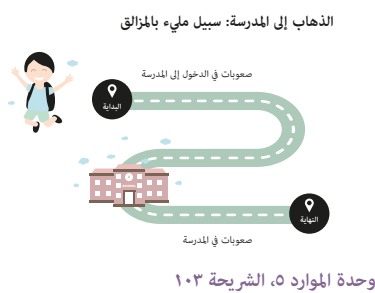 الذهاب إلى المدرسة: سبيل مليء بالمزالق
صعوبات في الدخول إلى المدرسة
البداية
النهاية
صعوبات في المدرسة
وحدة الموارد ٥، الشريحة ١٠٣